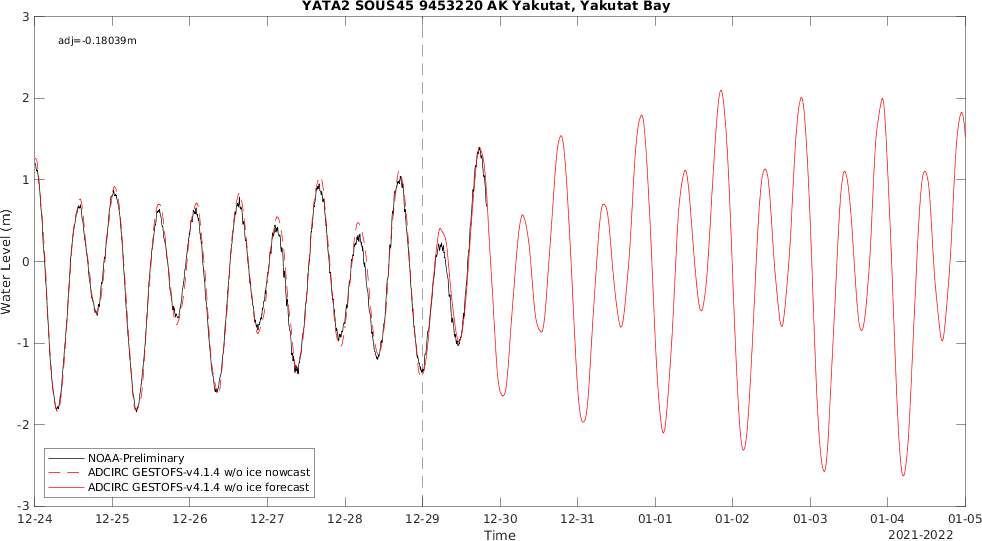 YATA2 SOUS45 9453220 AK Yakutat, Yakutat Bay
adj=-0.18039m
3
2
1
0
-1
-2
-3
Water Level (m)
NOAA-Preliminary
ADCIRC GESTOFS-v4.1.4 w/o ice nowcast
ADCIRC GESTOFS-v4.1.4 w/o ice forecast
12-24 12-25 12-26 12-27 12-28 12-29 12-30 12-31 01-01 01-02 01-03 01-04 01-05
Time
2021-2022